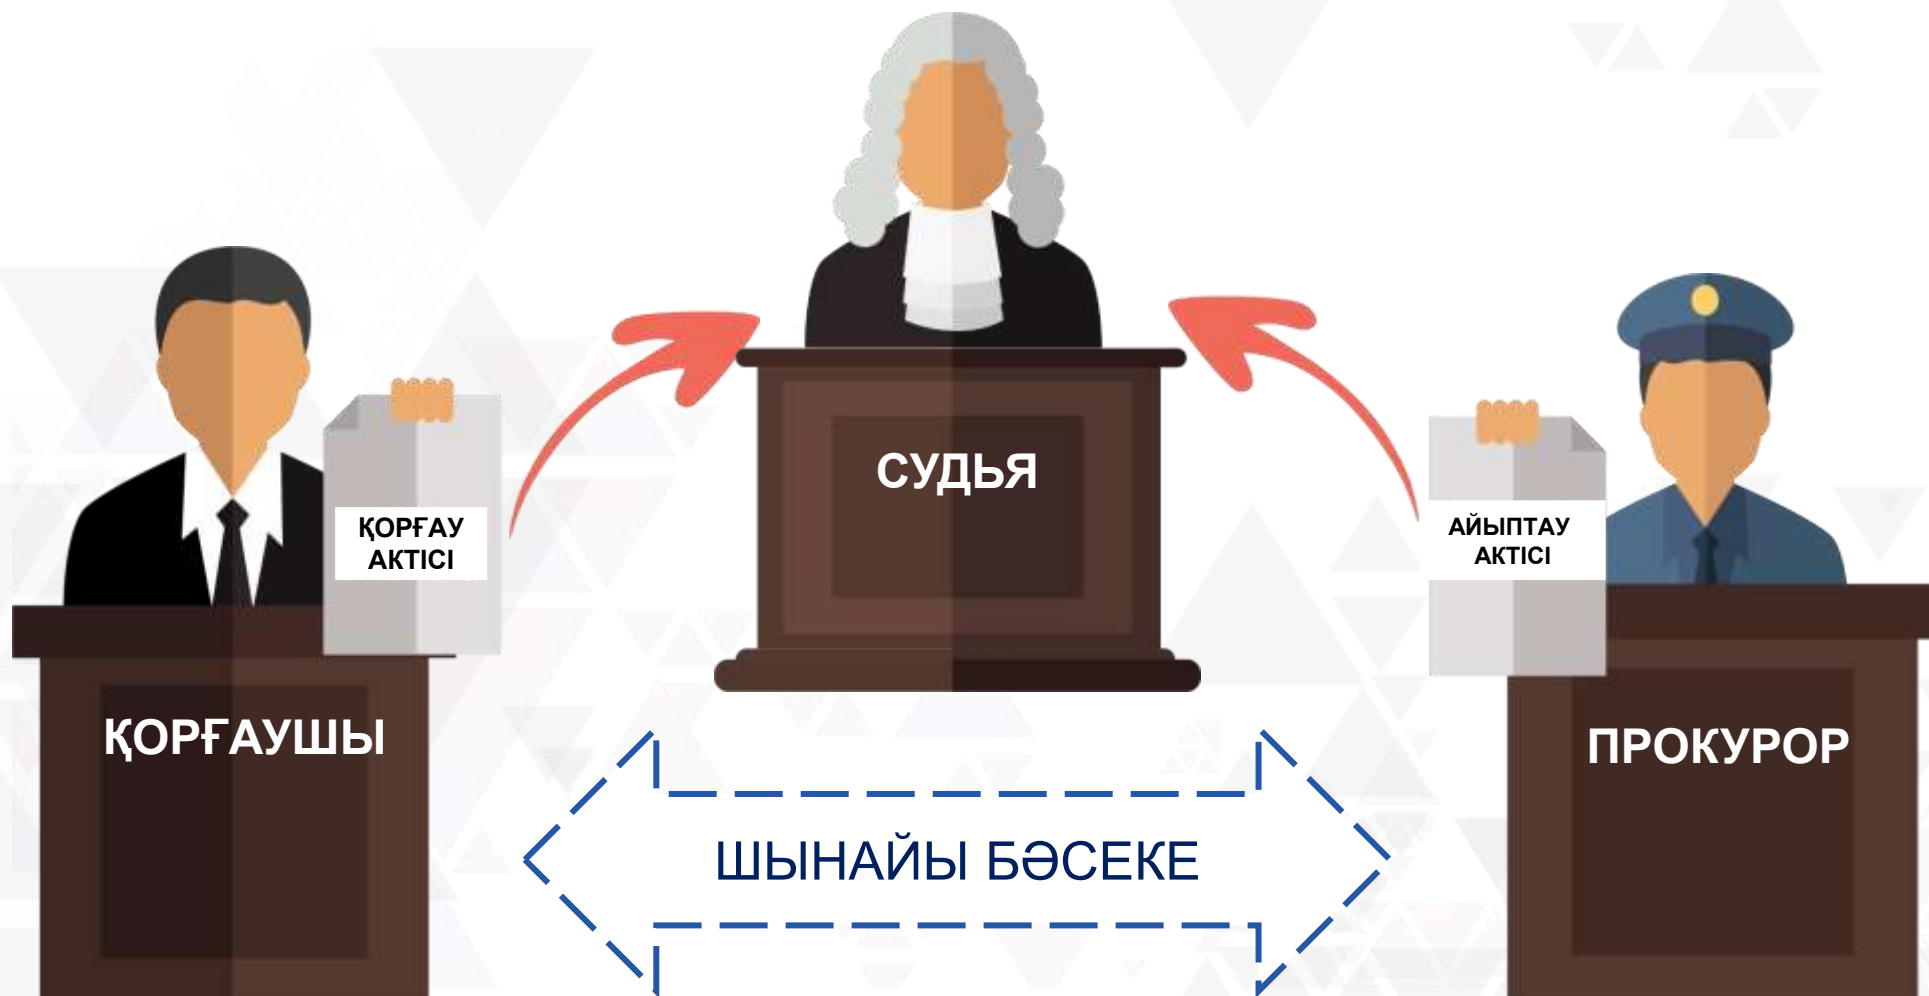 СУДЬЯ
ҚОРҒАУ
АКТІСІ
АЙЫПТАУ
АКТІСІ
ҚОРҒАУШЫ
ПРОКУРОР
ШЫНАЙЫ БӘСЕКЕ